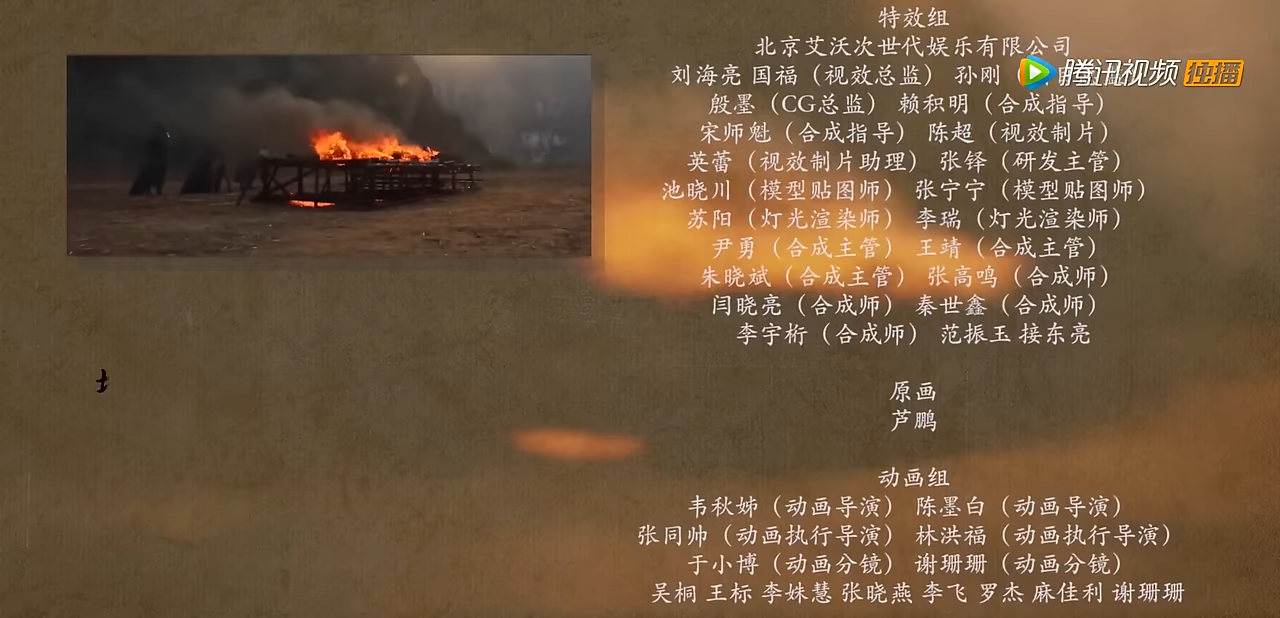 特效组
北京艾沃次世代娱乐有限公司
腾讯视频 独播
刘海亮 国福（视效总监） 孙刚
殷墨（CG总监） 赖积明（合成指导）
宋师魁（合成指导） 陈超（视效制片）
英蕾（视效制片助理） 张铎（研发主管）
池晓川（模型贴图师） 张宁宁（模型贴图师）
苏阳（灯光渲染师） 李瑞（灯光渲染师）
尹勇（合成主管） 王靖（合成主管）
朱晓斌（合成主管） 张高鸣（合成师）
闫晓亮（合成师） 秦世鑫（合成师）
李宇桁（合成师） 范振玉 接东亮
原画
芦鹏
动画组
韦秋姊（动画导演） 陈墨白（动画导演）
张同帅（动画执行导演） 林洪福（动画执行导演）
于小博（动画分镜） 谢珊珊（动画分镜）
吴桐 王标 李姝慧 张晓燕 李飞 罗杰 麻佳利 谢珊珊